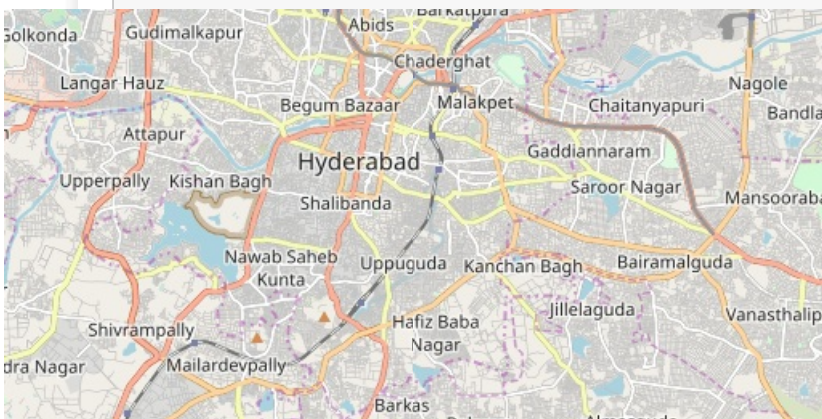 Barkatpura
Abids
Golkonda
Gudimalkapur
Chaderghat
Langar Hauz
Nagole
Begum Bazaar
Malakpet
Chaitanyapuri
Attapur
Hyderabad
Gaddiannaram
Upperpally
Kishan Bagh
Saroor Nagar
Shalibanda
Nawab Saheb
Kunta
Uppuguda
Kanchan Bagh
Bairamalguda
Jillelaguda
Vanasthalip
Shivrampally
Hafiz Baba
Nagar
dra Nagar
Mailardevpally
Barkas
Bandla
Mansooraba